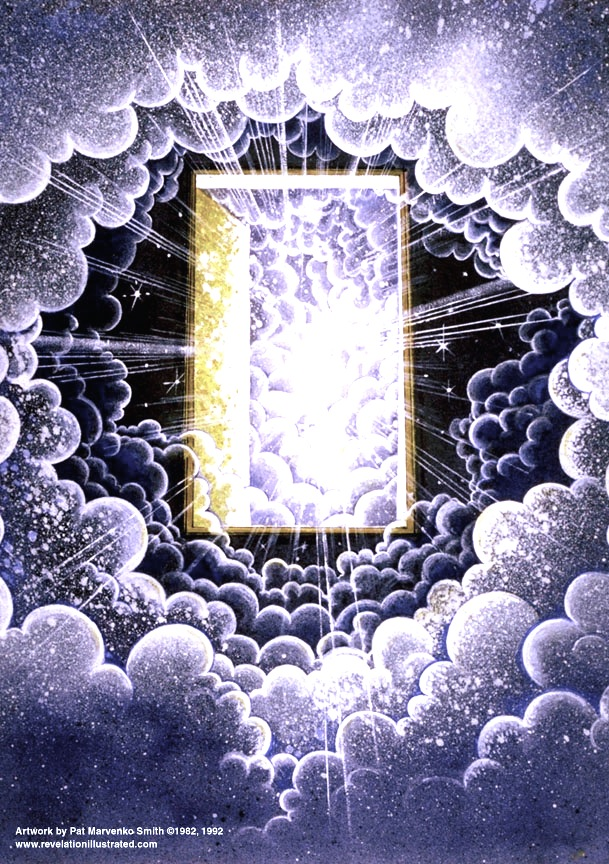 Artwork by Pat Marvenko Smith ©1982, 1992
www.revelationillustrated.com